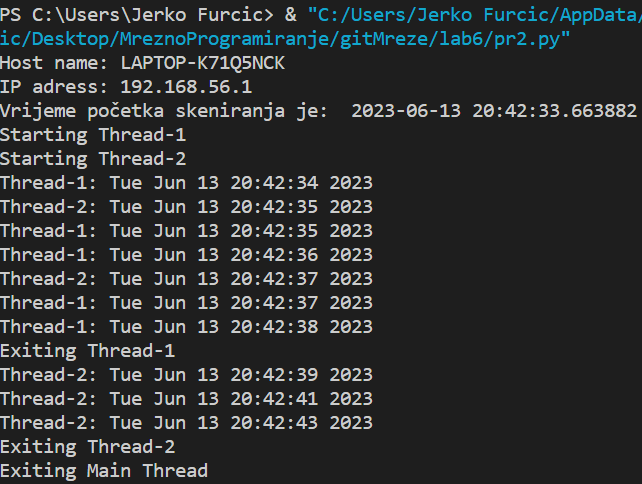 PS C:\Users\Jerko Furcic> & "C:/Users/Jerko Furcic/AppData/
ic/Desktop/MreznoProgramiranje/gitMreze/lab6/pr2.py"
Host name: LAPTOP-K71Q5NCK
IP adress: 192.168.56.1
Vrijeme početka skeniranja je:  2023-06-13 20:42:33.663882
Starting Thread-1
Starting Thread-2
Thread-1: Tue Jun 13 20:42:34 2023
Thread-2: Tue Jun 13 20:42:35 2023
Thread-1: Tue Jun 13 20:42:35 2023
Thread-1: Tue Jun 13 20:42:36 2023
Thread-2: Tue Jun 13 20:42:37 2023
Thread-1: Tue Jun 13 20:42:37 2023
Thread-1: Tue Jun 13 20:42:38 2023
Exiting Thread-1
Thread-2: Tue Jun 13 20:42:39 2023
Thread-2: Tue Jun 13 20:42:41 2023
Thread-2: Tue Jun 13 20:42:43 2023
Exiting Thread-2
Exiting Main Thread